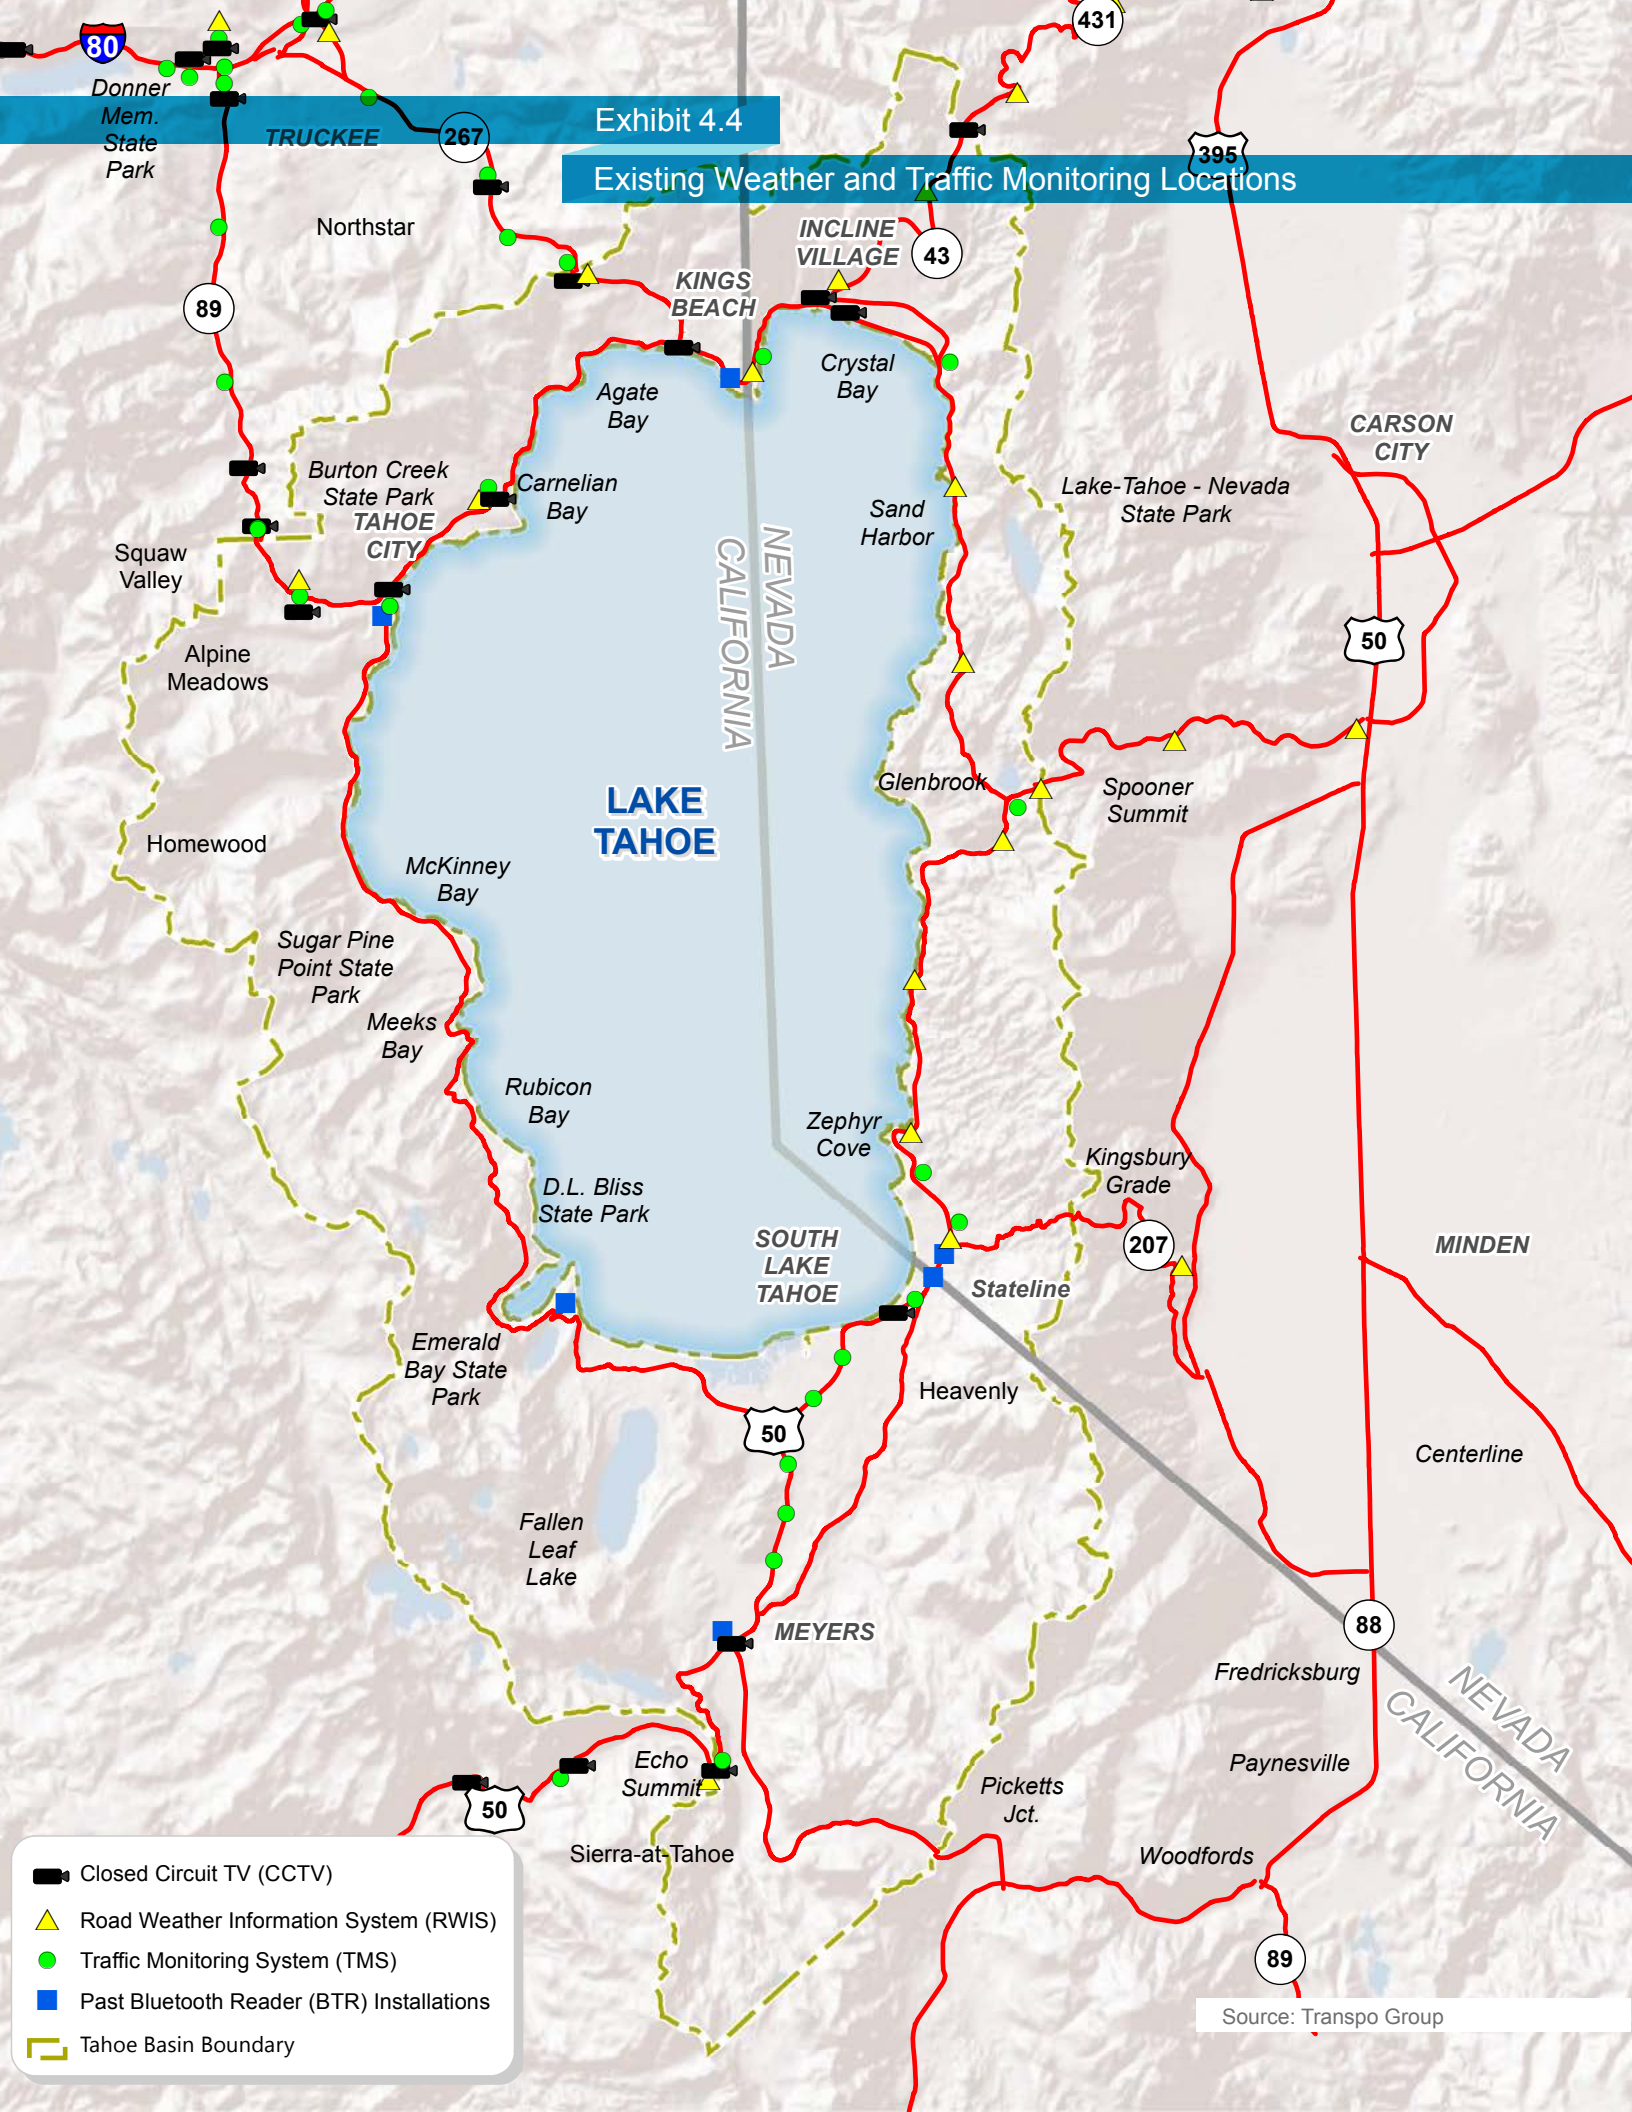 431
80
Donner
Mem.
State
Park
Exhibit 4.4
TRUCKEE
267
395
Existing Weather and Traffic Monitoring Locations
Northstar
INCLINE
VILLAGE
43
KINGS
BEACH
89
Agate
Bay
Crystal
Bay
CARSON
CITY
Burton Creek
State Park
Carnelian
Bay
Lake-Tahoe - Nevada
State Park
TAHOE
CITY
Sand
Harbor
Squaw
Valley
NEVADA
CALIFORNIA
50
Alpine
Meadows
Glenbrook
Spooner
Summit
LAKE
TAHOE
Homewood
McKinney
Bay
Sugar Pine
Point State
Park
Meeks
Bay
Rubicon
Bay
Zephyr
Cove
Kingsbury
Grade
D.L. Bliss
State Park
SOUTH
LAKE
TAHOE
207
MINDEN
Stateline
Emerald
Bay State
Park
Heavenly
50
Centerline
Fallen
Leaf
Lake
MEYERS
88
Fredricksburg
NEVADA
CALIFORNIA
Echo
Summit
Paynesville
Picketts
Jct.
50
Sierra-at-Tahoe
Woodfords
89
Closed Circuit TV (CCTV)
Road Weather Information System (RWIS)
Traffic Monitoring System (TMS)
Past Bluetooth Reader (BTR) Installations
Tahoe Basin Boundary
Source: Transpo Group